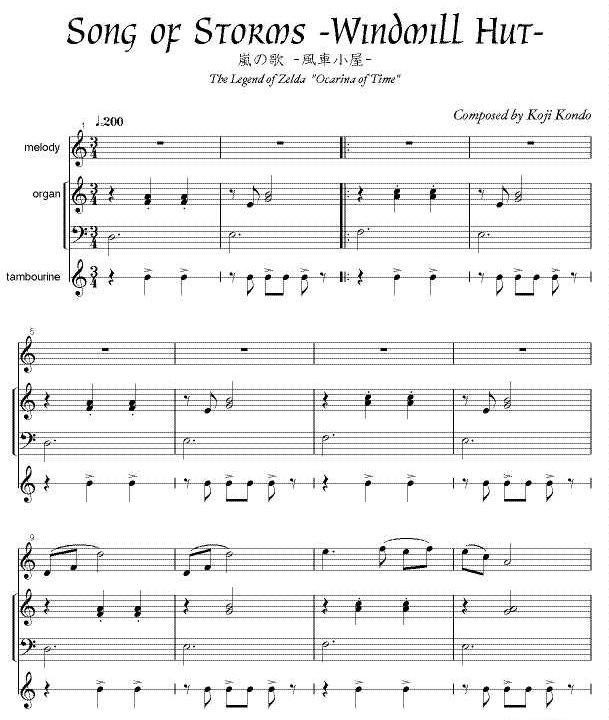 Song of Storms -Windmill Hut-
嵐の歌 -風車小屋-
The Legend of Zelda "Ocarina of Time"
Composed by Koji Kondo
♩=200
1
melody
organ
tambourine
5
9